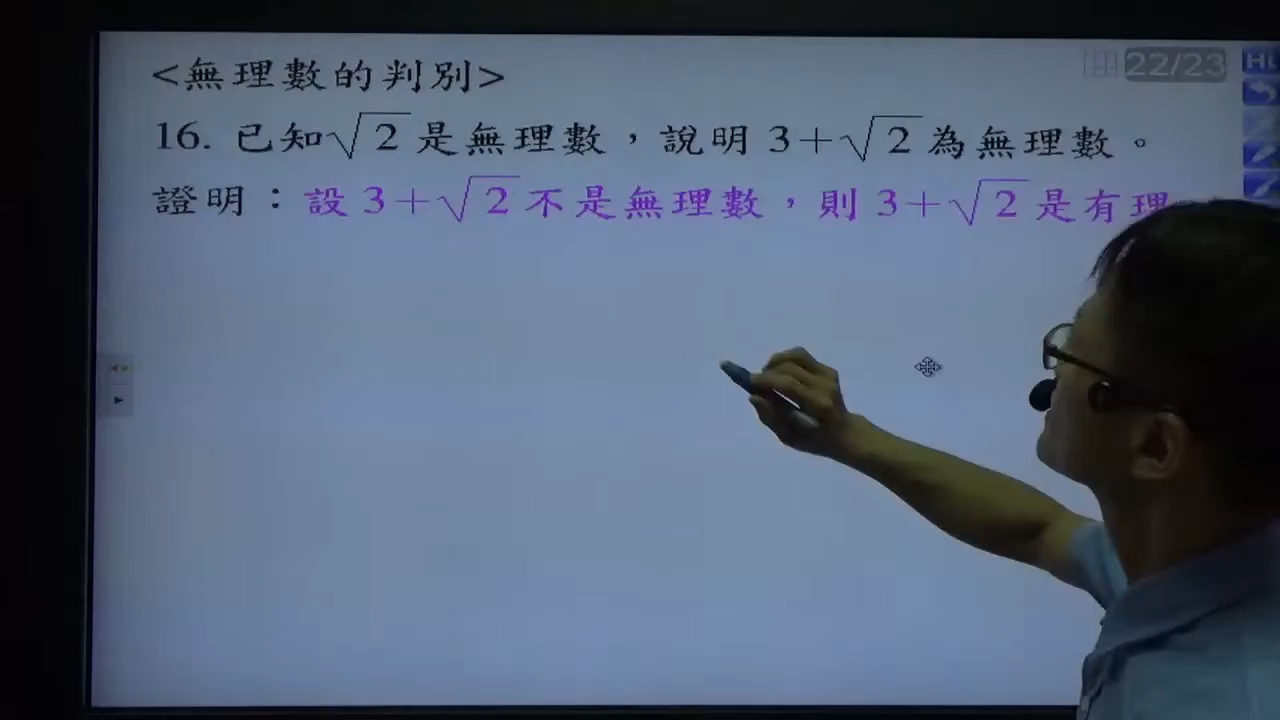 <無理數的判別>
22/23
HL
16. 已知√2是無理數，說明3+√2為無理數。
證明：設3+√2不是無理數，則3+√2是有理